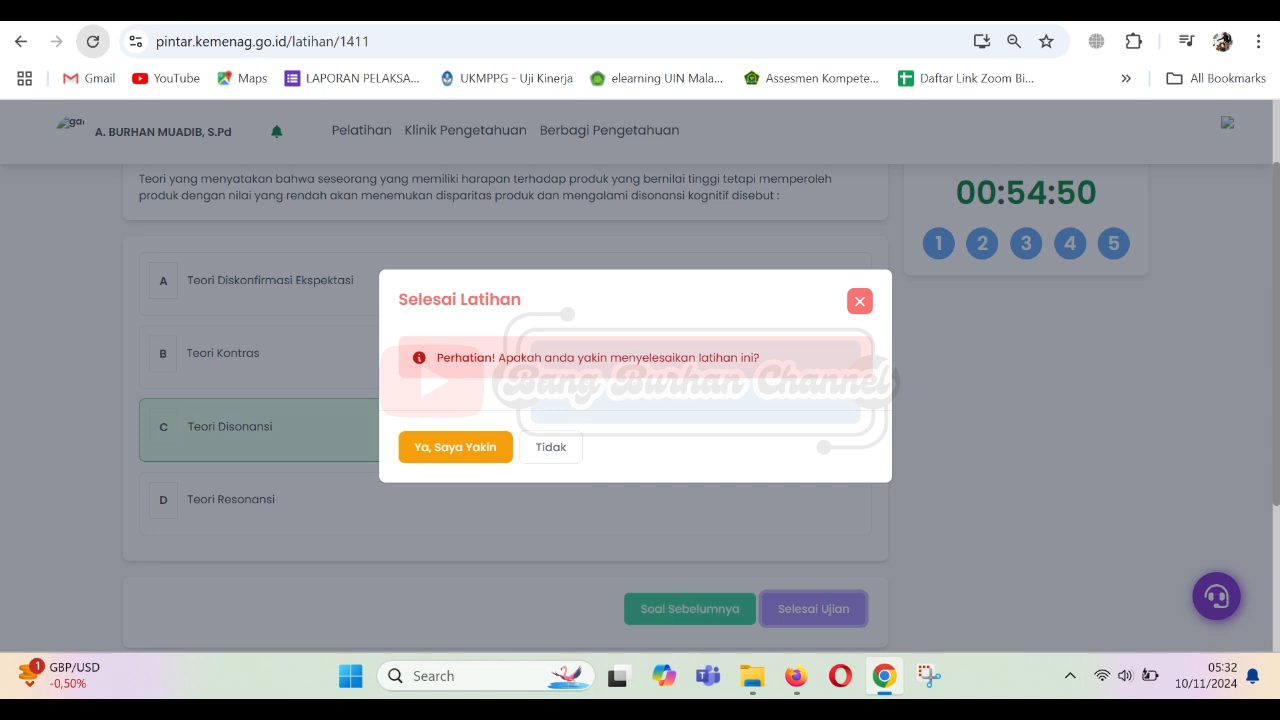 pintar.kemenag.go.id/latihan/1411
Gmail
YouTube
Maps
LAPORAN PELAKSA...
UKMPPG - Uji Kinerja
elearning UIN Mala...
Assesmen Kompete...
Daftar Link Zoom Bi...
»
All Bookmarks
A. BURHAN MUADIB, S.Pd
Pelatihan
Klinik Pengetahuan
Berbagi Pengetahuan
Teori yang menyatakan bahwa seseorang yang memiliki harapan terhadap produk yang bernilai tinggi tetapi memperoleh
produk dengan nilai yang rendah akan menemukan disparitas produk dan mengalami disonansi kognitif disebut :
00:54:50
1 2 3 4 5
A Teori Diskonfirmasi Ekspektasi
B Teori Kontras
C Teori Disonansi
D Teori Resonansi
Selesai Latihan
Perhatian! Apakah anda yakin menyelesaikan latihan ini?
Bang Burhan Channel
Ya, Saya Yakin
Tidak
Soal Sebelumnya
Selesai Ujian
1
GBP/USD
-0,50%
Search
05:32
10/11/2024